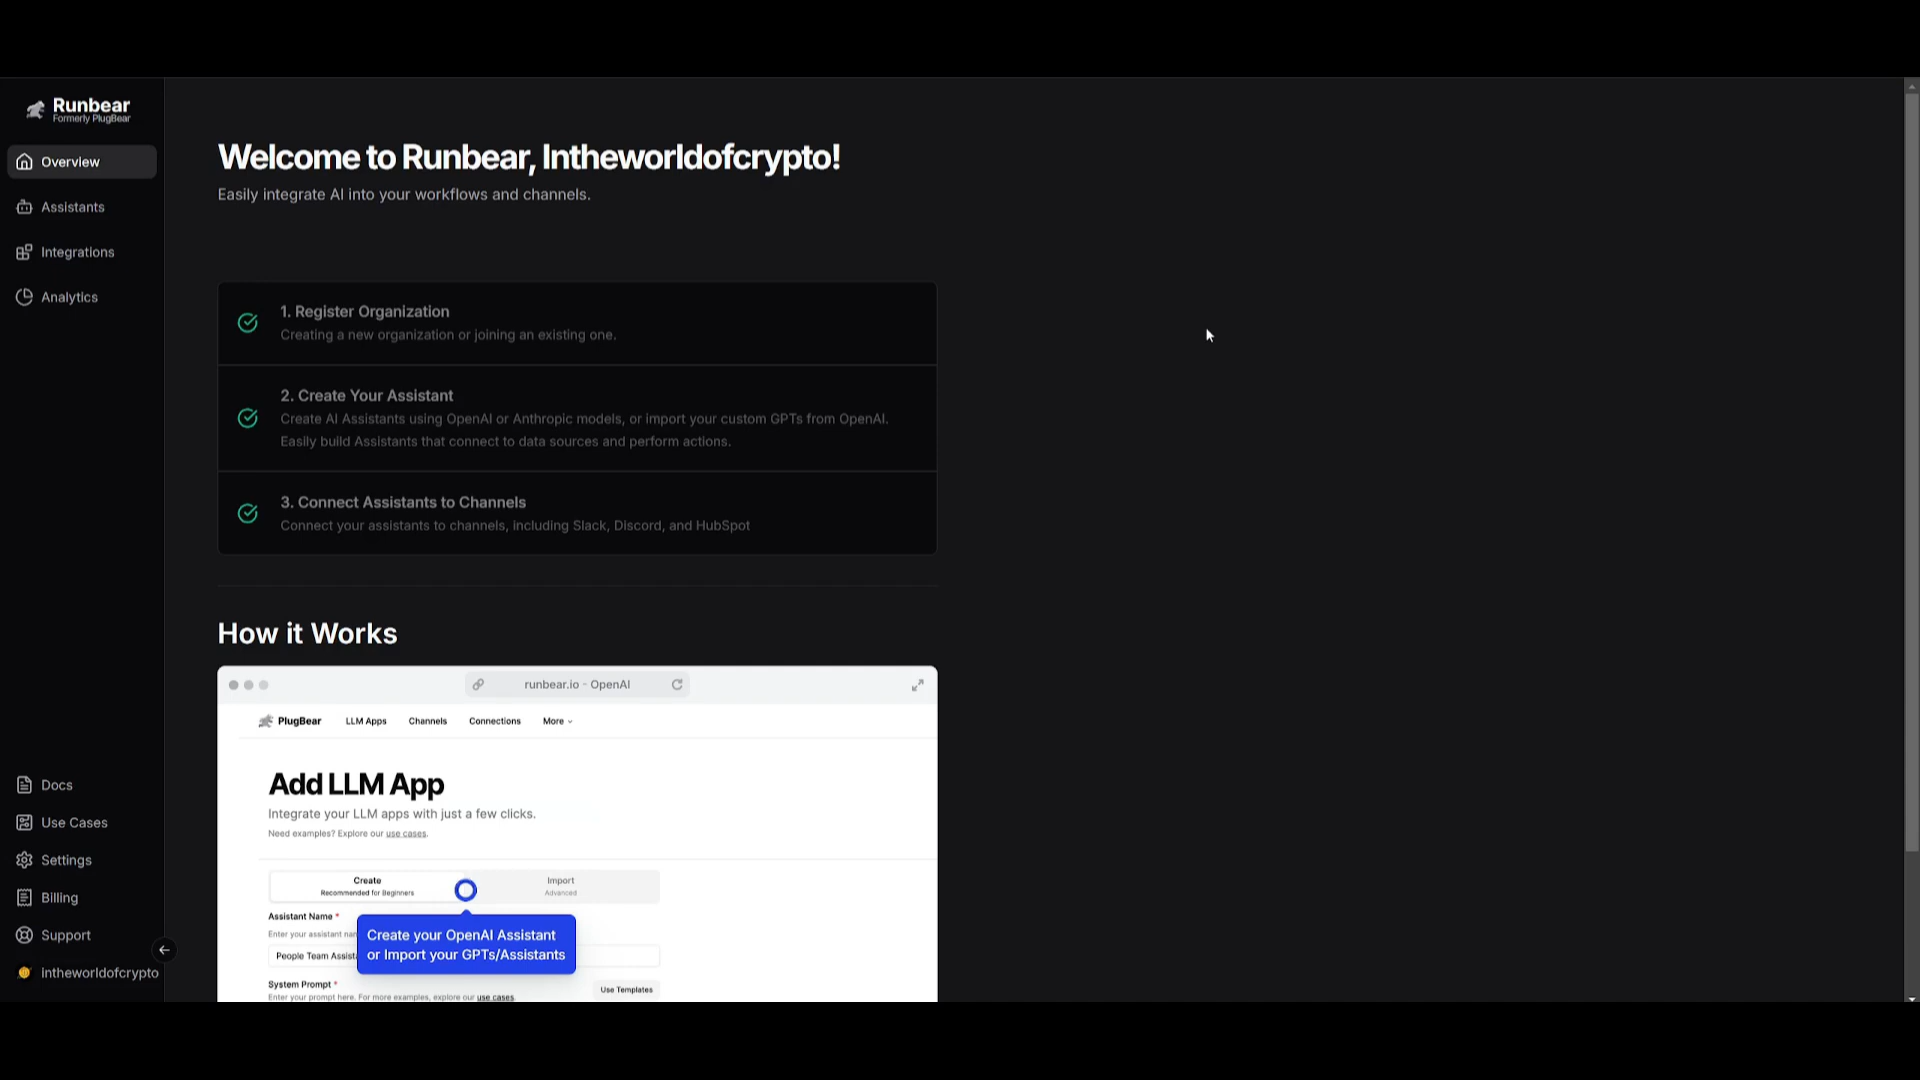 Runbear
Formerly PlugBear
Overview
Assistants
Integrations
Analytics
Docs
Use Cases
Settings
Billing
Support
intheworldofcrypto
Welcome to Runbear, Intheworldofcrypto!
Easily integrate AI into your workflows and channels.
1. Register Organization
Creating a new organization or joining an existing one.
2. Create Your Assistant
Create AI Assistants using OpenAI or Anthropic models, or import your custom GPTs from OpenAI.
Easily build Assistants that connect to data sources and perform actions.
3. Connect Assistants to Channels
Connect your assistants to channels, including Slack, Discord, and HubSpot
How it Works
runbear.io - OpenAI
PlugBear LLM Apps Channels Connections More
Add LLM App
Integrate your LLM apps with just a few clicks.
Need examples? Explore our use cases.
Create Import
Recommended for Beginners Advanced
Assistant Name *
Enter your assistant
People Team
Create your OpenAI Assistant
or Import your GPTs/Assistants
System Prompt *
Use Templates
Enter your prompt here. For more examples, explore our use cases.